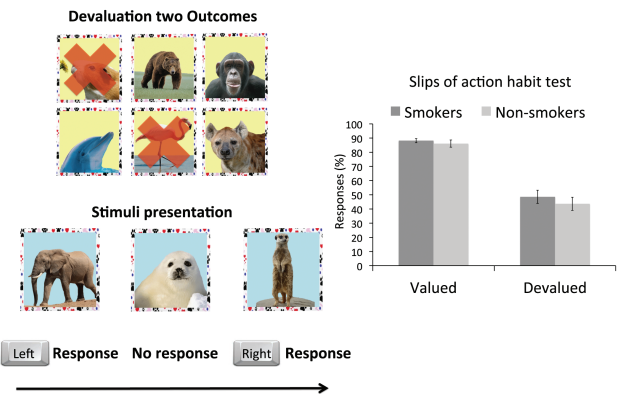 Devaluation two Outcomes
Stimuli presentation
Left Response No response Right Response
Slips of action habit test
Smokers Non-smokers
Responses (%)
100
90
80
70
60
50
40
30
20
10
0
Valued Devalued